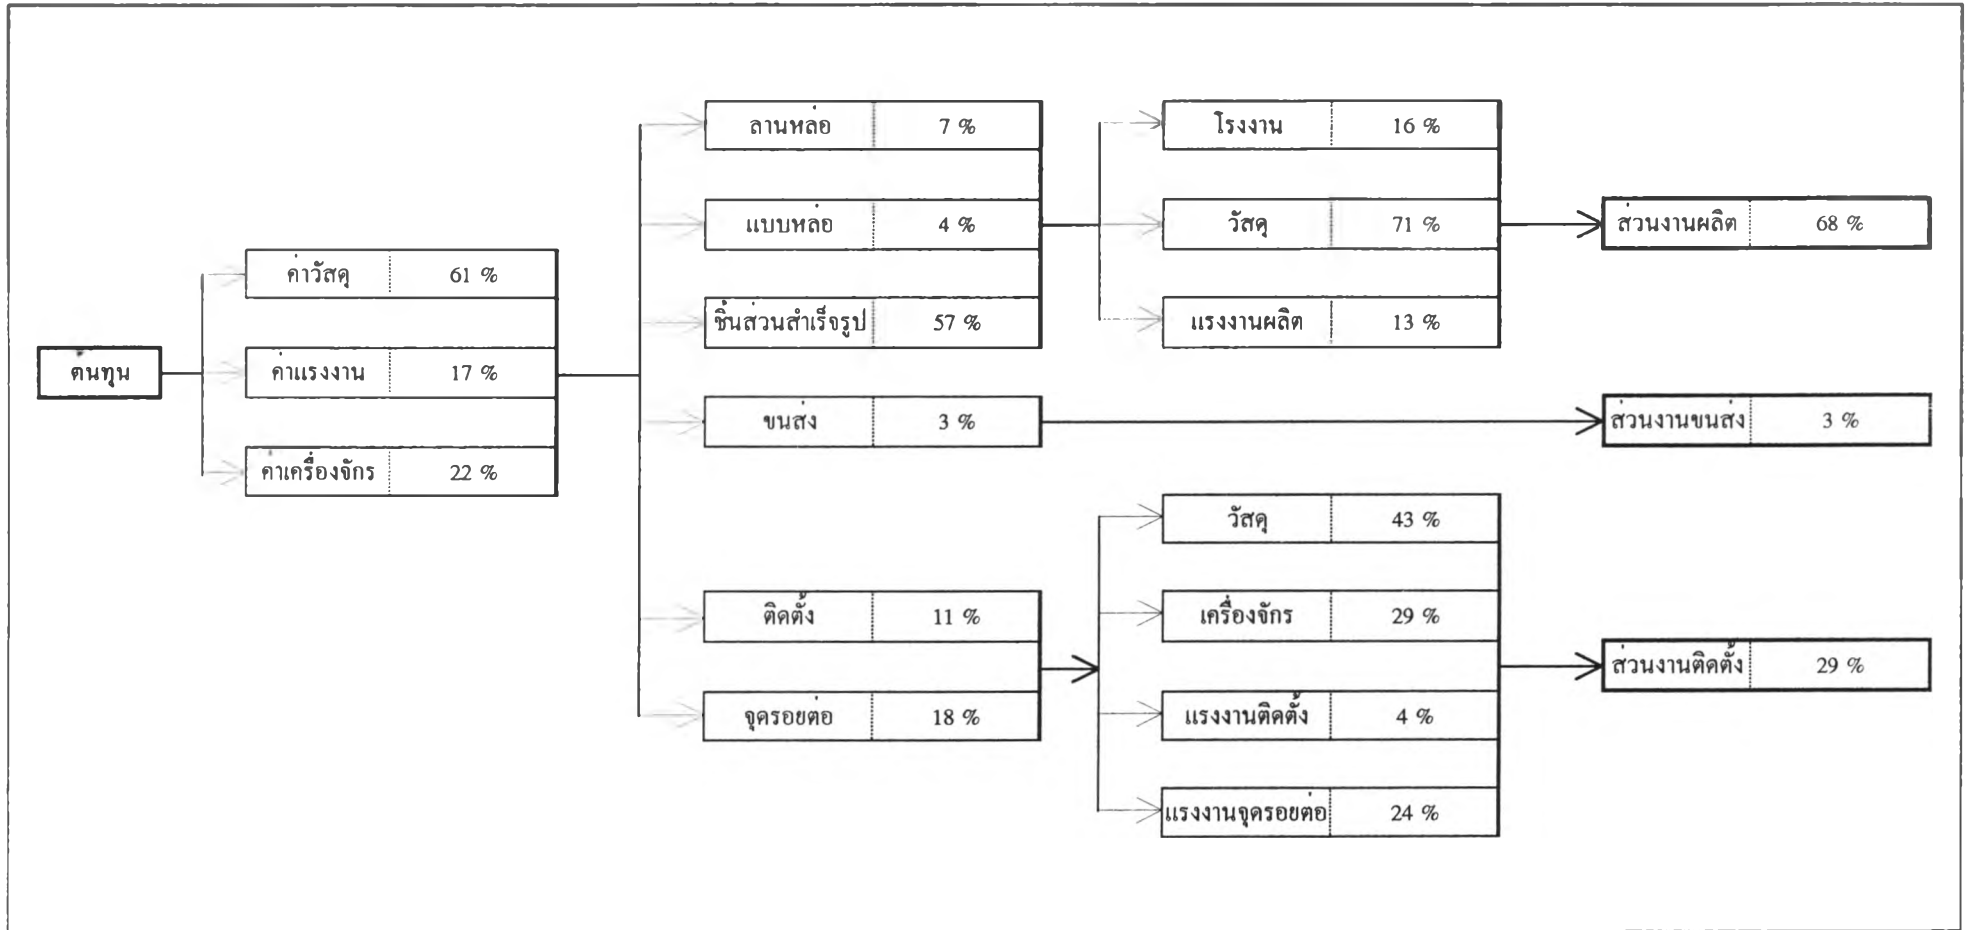 ต้นทุน
ค่าวัสดุ 61 %
ค่าแรงงาน 17 %
ค่าเครื่องจักร 22 %
ลานหล่อ 7 %
แบบหล่อ 4 %
ชิ้นส่วนสำเร็จรูป 57 %
ขนส่ง 3 %
ติดตั้ง 11 %
จุดรอยต่อ 18 %
โรงงาน 16 %
วัสดุ 71 %
แรงงานผลิต 13 %
วัสดุ 43 %
เครื่องจักร 29 %
แรงงานติดตั้ง 4 %
แรงงานจุดรอยต่อ 24 %
ส่วนงานผลิต 68 %
ส่วนงานขนส่ง 3 %
ส่วนงานติดตั้ง 29 %